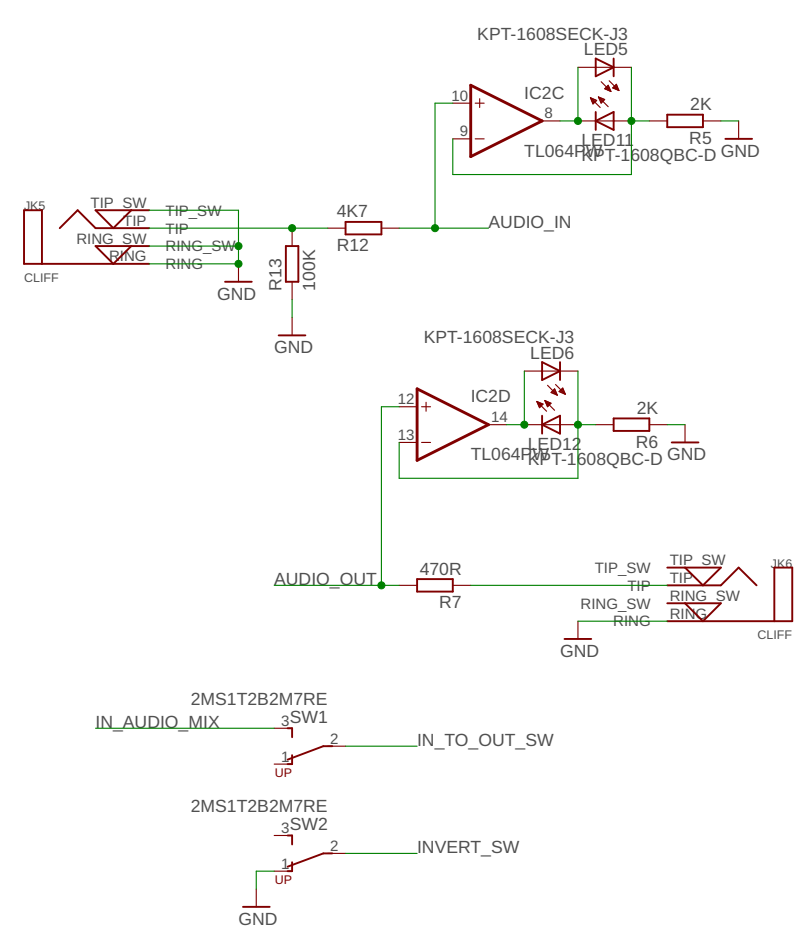 KPT-1608SECK-J3
LED5
IC2C
10
+
8
9
−
2K
R5
LED11
TL064PW
KPT-1608QBC-D
GND
JK5
TIP_SW
TIP_SW
TIP
TIP
RING_SW
RING_SW
RING
RING
CLIFF
GND
4K7
R12
AUDIO_IN
R13
100K
GND
KPT-1608SECK-J3
LED6
IC2D
12
+
14
13
−
2K
R6
LED12
TL064PW
KPT-1608QBC-D
GND
AUDIO_OUT
470R
R7
TIP_SW
TIP_SW
TIP
TIP
RING_SW
RING_SW
RING
RING
JK6
CLIFF
GND
2MS1T2B2M7RE
IN_AUDIO_MIX
3
SW1
2
IN_TO_OUT_SW
1
UP
2MS1T2B2M7RE
3
SW2
2
INVERT_SW
1
UP
GND